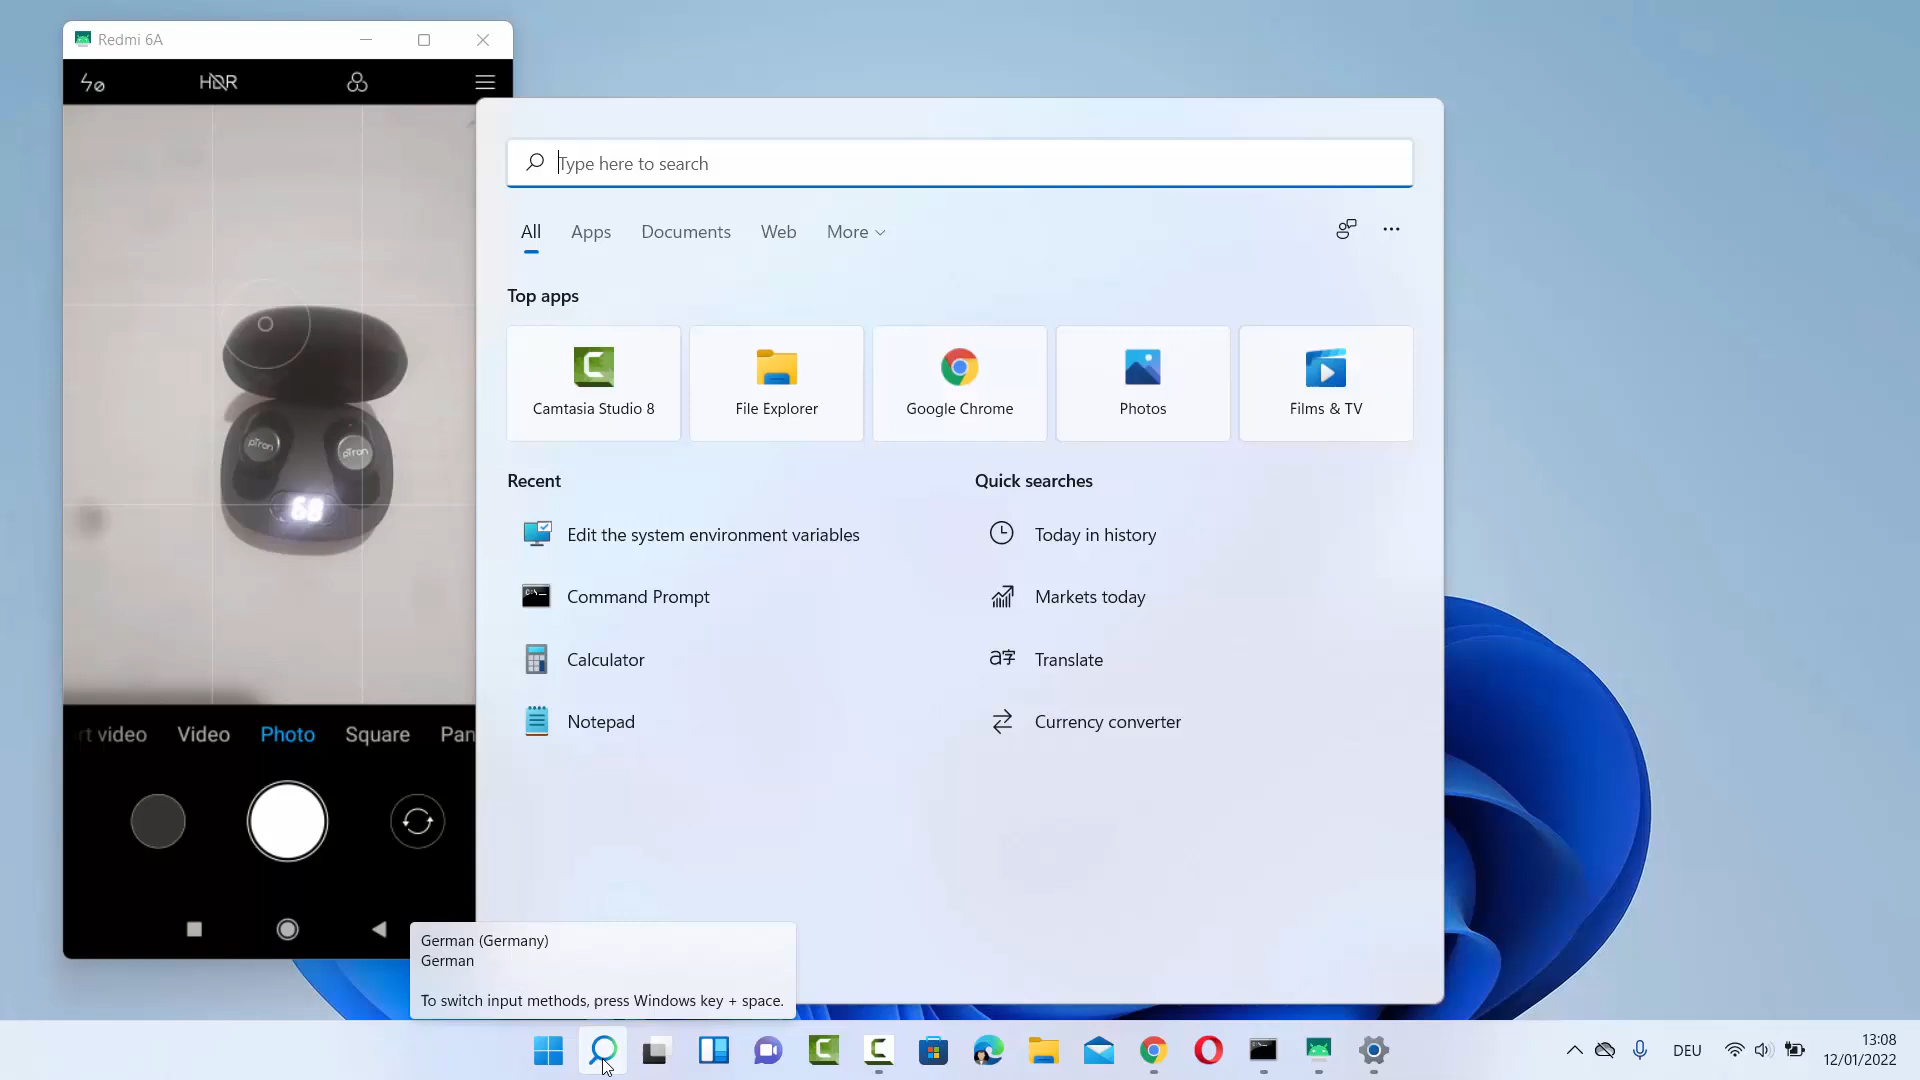 Redmi 6A
HDR
pTron
pTron
68
rt video
Video
Photo
Square
Pan
Type here to search
All
Apps
Documents
Web
More
Top apps
Camtasia Studio 8
File Explorer
Google Chrome
Photos
Films & TV
Recent
Edit the system environment variables
Command Prompt
Calculator
Notepad
Quick searches
Today in history
Markets today
Translate
Currency converter
German (Germany)
German
To switch input methods, press Windows key + space.
DEU
13:08
12/01/2022